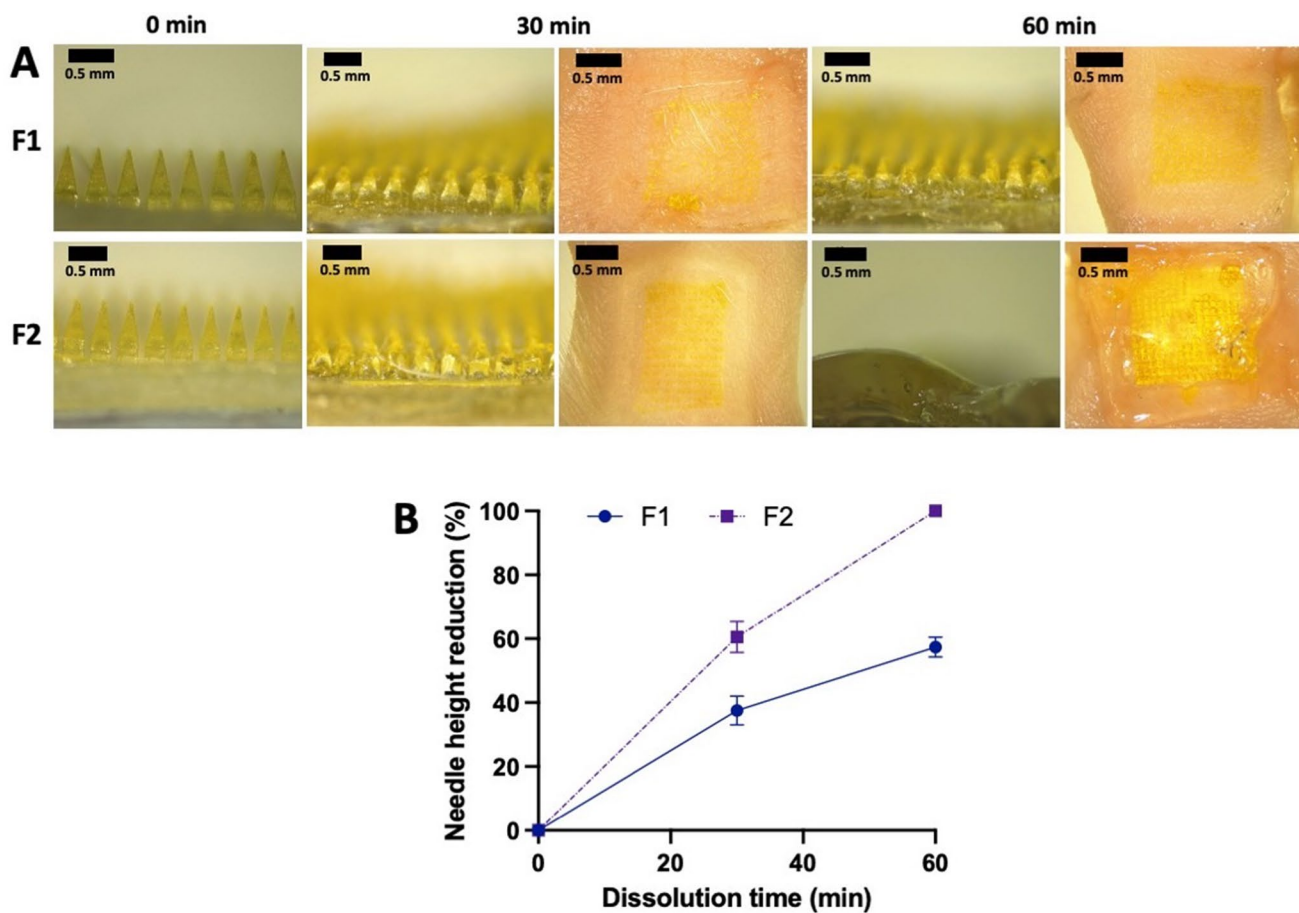 0 min 30 min 60 min
A
F1
0.5 mm 0.5 mm 0.5 mm 0.5 mm 0.5 mm
F2
0.5 mm 0.5 mm 0.5 mm 0.5 mm 0.5 mm
B
F1 F2
Needle height reduction (%)
100
80
60
40
20
0
0 20 40 60
Dissolution time (min)